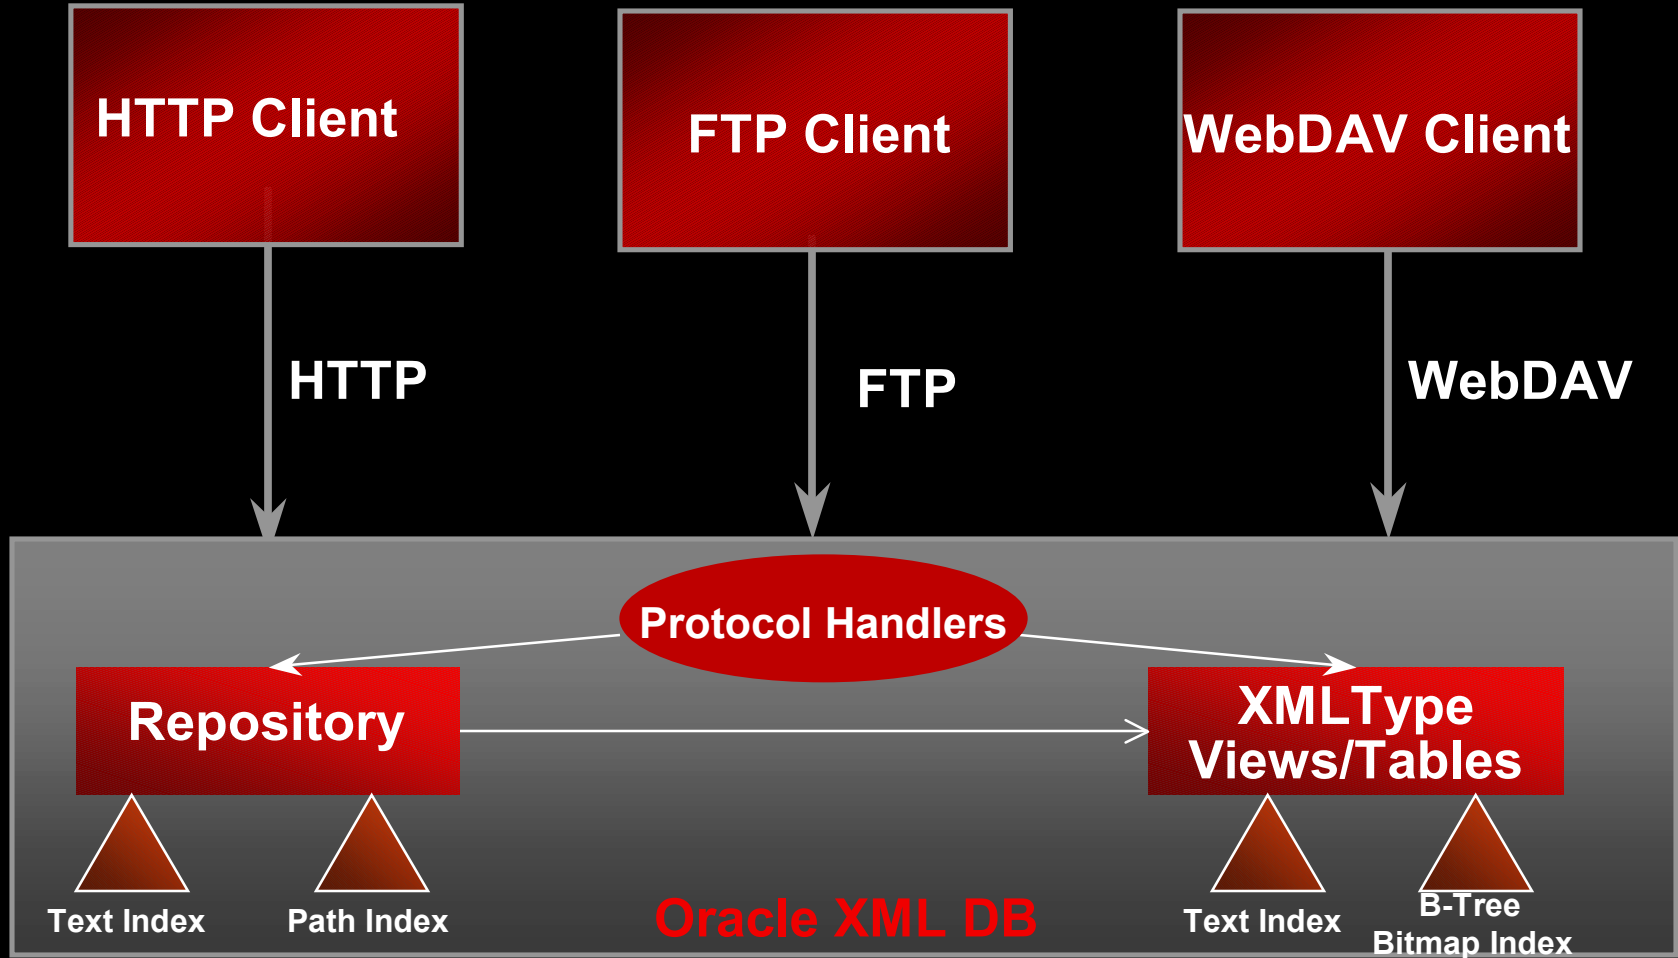 HTTP Client
FTP Client
WebDAV Client
HTTP
FTP
WebDAV
Protocol Handlers
Repository
XMLType
Views/Tables
Text Index
Path Index
Oracle XML DB
Text Index
B-Tree
Bitmap Index